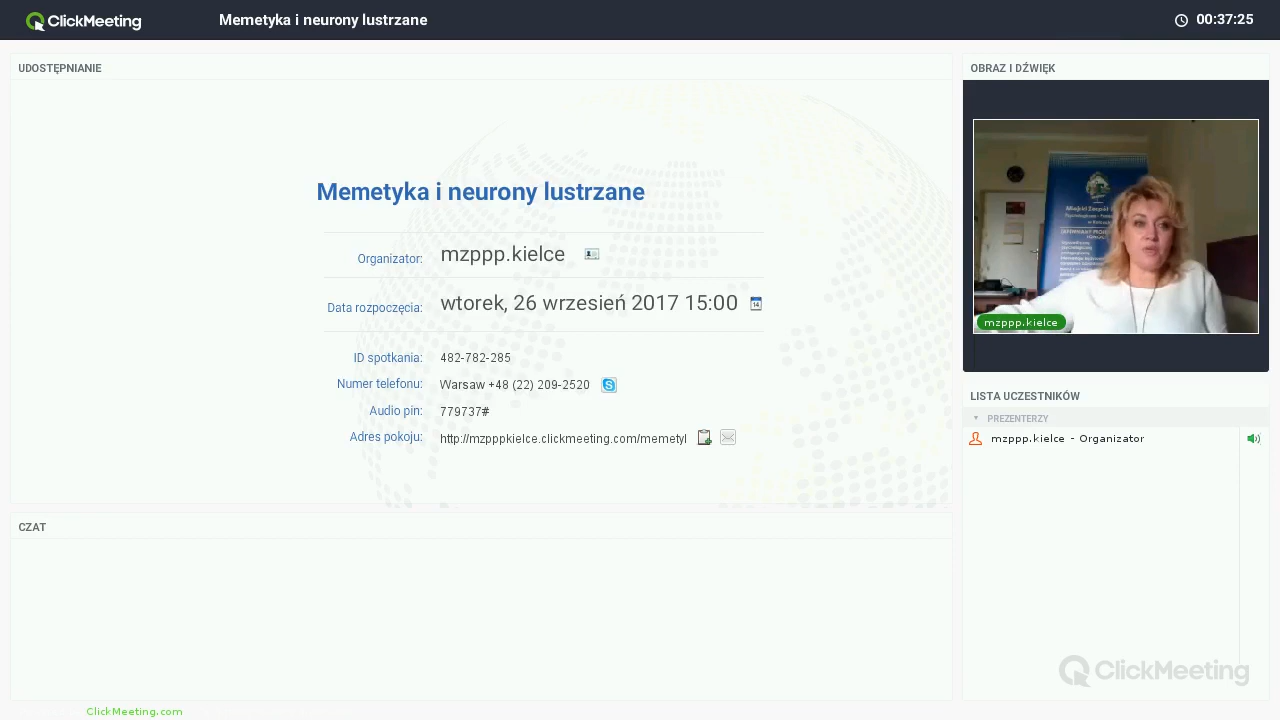 ClickMeeting
Memetyka i neurony lustrzane
00:37:25
UDOSTĘPNIANIE
Memetyka i neurony lustrzane
Organizator: mzppp.kielce
Data rozpoczęcia: wtorek, 26 wrzesień 2017 15:00
14
ID spotkania: 482-782-285
Numer telefonu: Warsaw +48 (22) 209-2520
Audio pin: 779737#
Adres pokoju: http://mzpppkielce.clickmeeting.com/memetyl
CZAT
OBRAZ I DŹWIĘK
Miejski Zespół
mzppp.kielce
LISTA UCZESTNIKÓW
PREZENTERZY
mzppp.kielce - Organizator
ClickMeeting
ClickMeeting.com